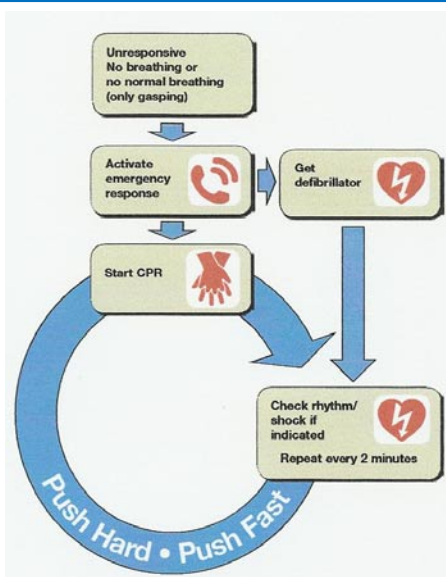 Unresponsive
No breathing or
no normal breathing
(only gasping)
Activate
emergency
response
Get
defibrillator
Start CPR
Check rhythm/
shock if
indicated
Repeat every 2 minutes
Push Hard • Push Fast